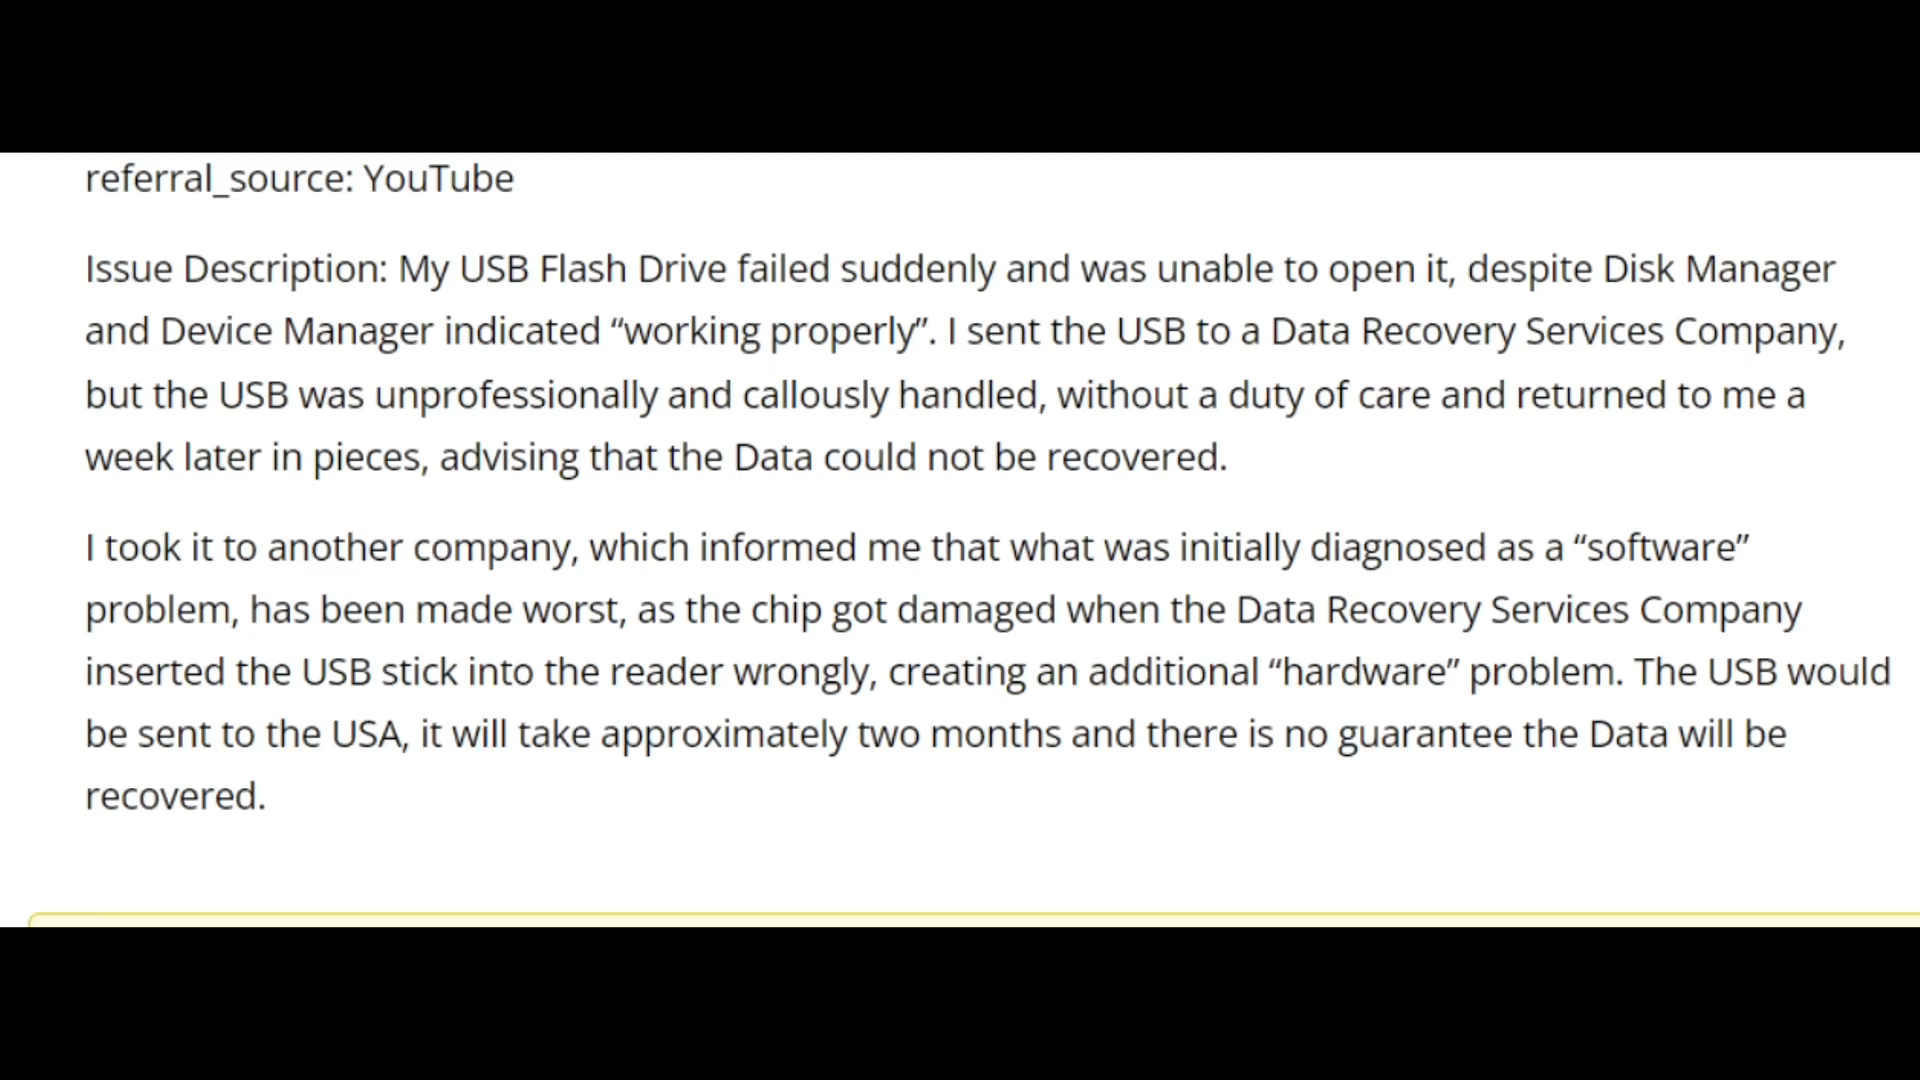 referral_source: YouTube
Issue Description: My USB Flash Drive failed suddenly and was unable to open it, despite Disk Manager
and Device Manager indicated “working properly”. I sent the USB to a Data Recovery Services Company,
but the USB was unprofessionally and callously handled, without a duty of care and returned to me a
week later in pieces, advising that the Data could not be recovered.
I took it to another company, which informed me that what was initially diagnosed as a “software”
problem, has been made worst, as the chip got damaged when the Data Recovery Services Company
inserted the USB stick into the reader wrongly, creating an additional “hardware” problem. The USB would
be sent to the USA, it will take approximately two months and there is no guarantee the Data will be
recovered.